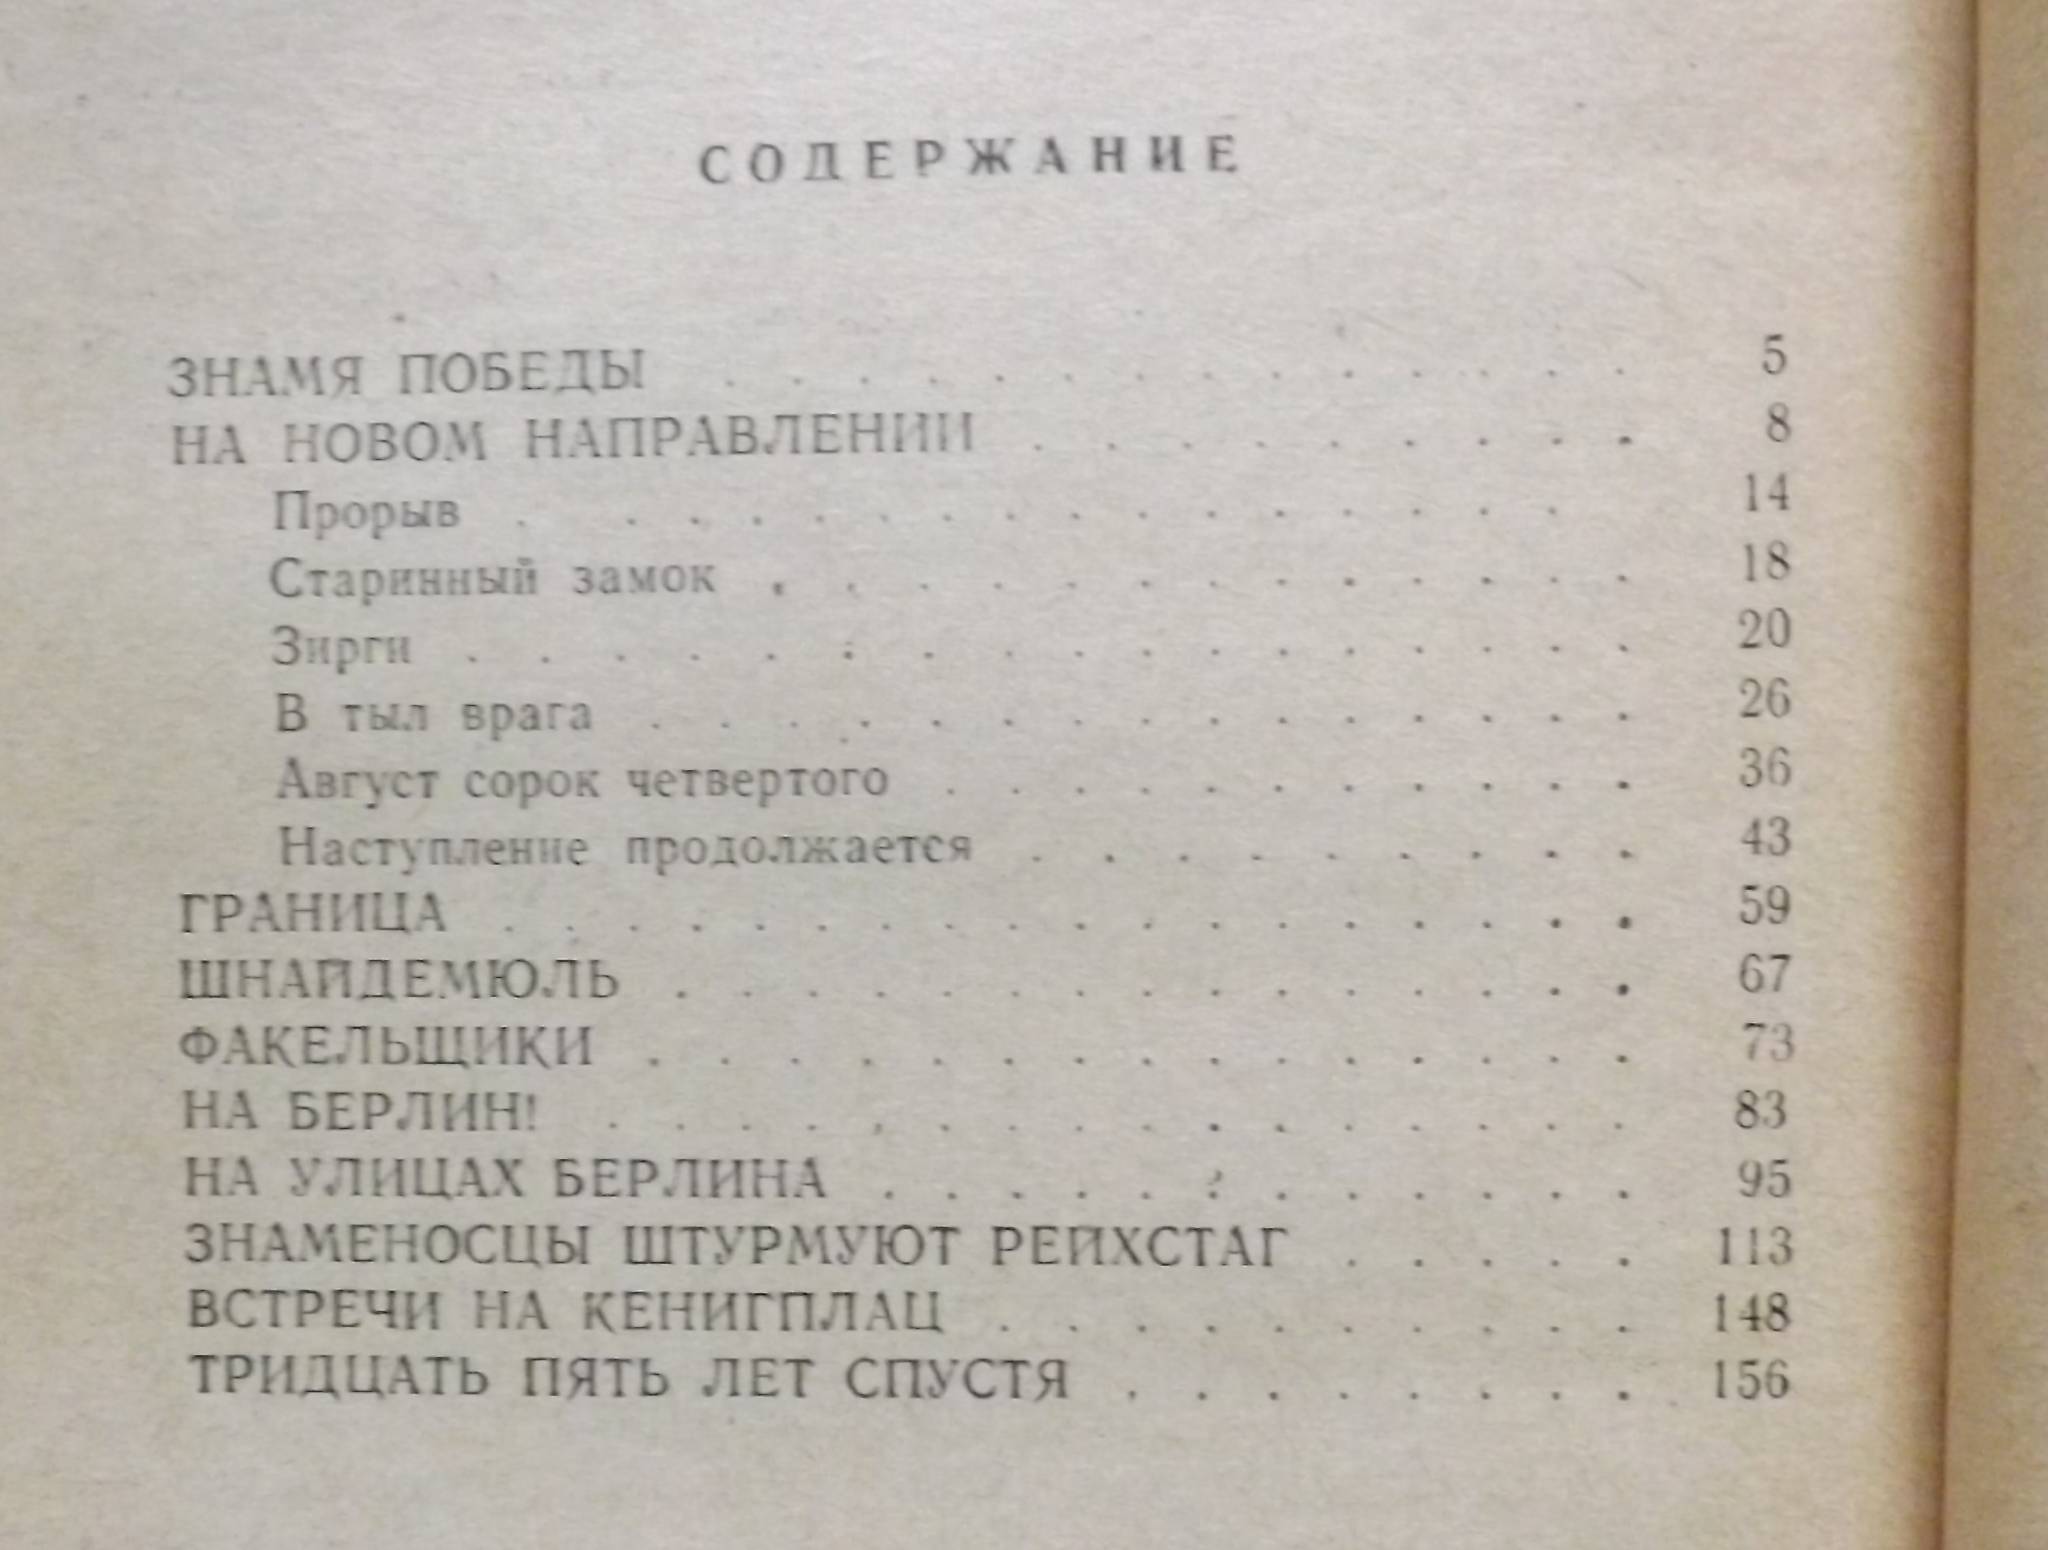 СОДЕРЖАНИЕ
ЗНАМЯ ПОБЕДЫ . . . . . . . . . . . . . . 5
НА НОВОМ НАПРАВЛЕНИИ . . . . . . . . . 8
Прорыв . . . . . . . . . . . . . . . . 14
Старинный замок . . . . . . . . . . . . . 18
Зирги . . . . . . . . . . . . . . . . . 20
В тыл врага . . . . . . . . . . . . . . . 26
Август сорок четвертого . . . . . . . . . . . 36
Наступление продолжается . . . . . . . . . 43
ГРАНИЦА . . . . . . . . . . . . . . . . . . 59
ШНАЙДЕМЮЛЬ . . . . . . . . . . . . . . . 67
ФАКЕЛЬЩИКИ . . . . . . . . . . . . . . . 73
НА БЕРЛИН! . . . . . . . . . . . . . . . . 83
НА УЛИЦАХ БЕРЛИНА . . . . . . . . . . . . 95
ЗНАМЕНОСЦЫ ШТУРМУЮТ РЕЙХСТАГ . . . . . 113
ВСТРЕЧИ НА КЕНИГПЛАЦ . . . . . . . . . . 148
ТРИДЦАТЬ ПЯТЬ ЛЕТ СПУСТЯ . . . . . . . . 156